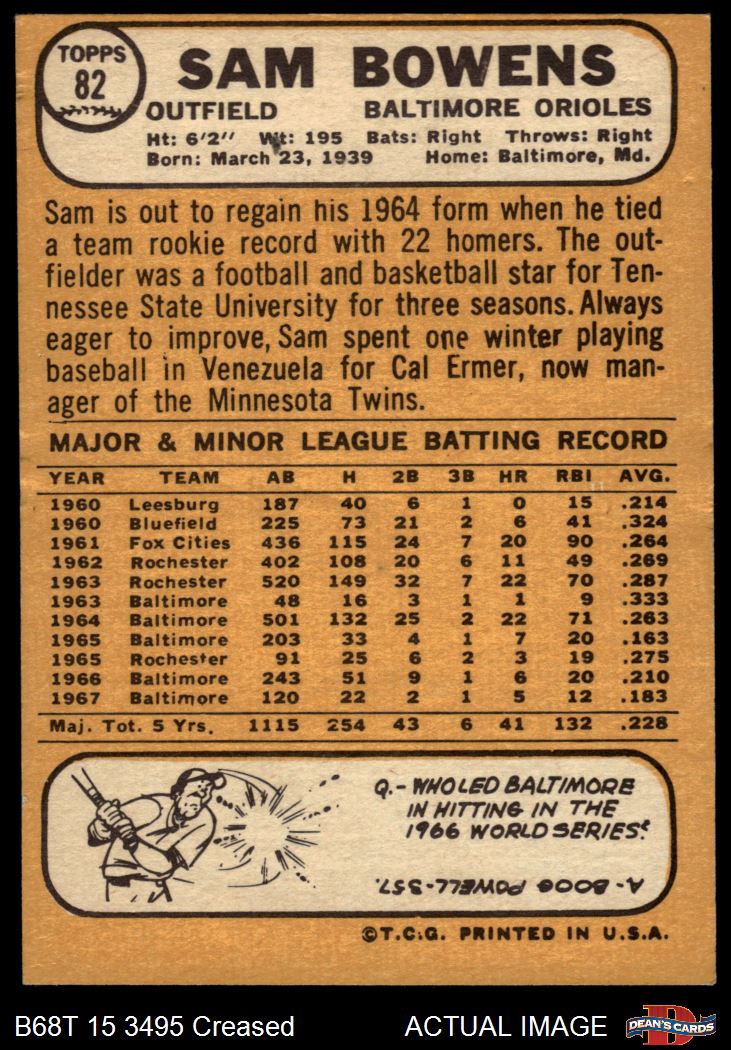 TOPPS
82
SAM BOWENS
OUTFIELD BALTIMORE ORIOLES
Ht: 6'2'' Wt: 195 Bats: Right Throws: Right
Born: March 23, 1939 Home: Baltimore, Md.
Sam is out to regain his 1964 form when he tied
a team rookie record with 22 homers. The out-
fielder was a football and basketball star for Ten-
nessee State University for three seasons. Always
eager to improve, Sam spent one winter playing
baseball in Venezuela for Cal Ermer, now man-
ager of the Minnesota Twins.
MAJOR & MINOR LEAGUE BATTING RECORD
YEAR TEAM AB H 2B 3B HR RBI AVG.
1960 Leesburg 187 40 6 1 0 15 .214
1960 Bluefield 225 73 21 2 6 41 .324
1961 Fox Cities 436 115 24 7 20 90 .264
1962 Rochester 402 108 20 6 11 49 .269
1963 Rochester 520 149 32 7 22 70 .287
1963 Baltimore 48 16 3 1 1 9 .333
1964 Baltimore 501 132 25 2 22 71 .263
1965 Baltimore 203 33 4 1 7 20 .163
1965 Rochester 91 25 6 2 3 19 .275
1966 Baltimore 243 51 9 1 6 20 .210
1967 Baltimore 120 22 2 1 5 12 .183
Maj. Tot. 5 Yrs. 1115 254 43 6 41 132 .228
Q.- WHO LED BALTIMORE
IN HITTING IN THE
1966 WORLD SERIES?
A- BOOG POWELL-.357.
©T.C.G. PRINTED IN U.S.A.
B68T 15 3495 Creased ACTUAL IMAGE
D
DEAN'S CARDS